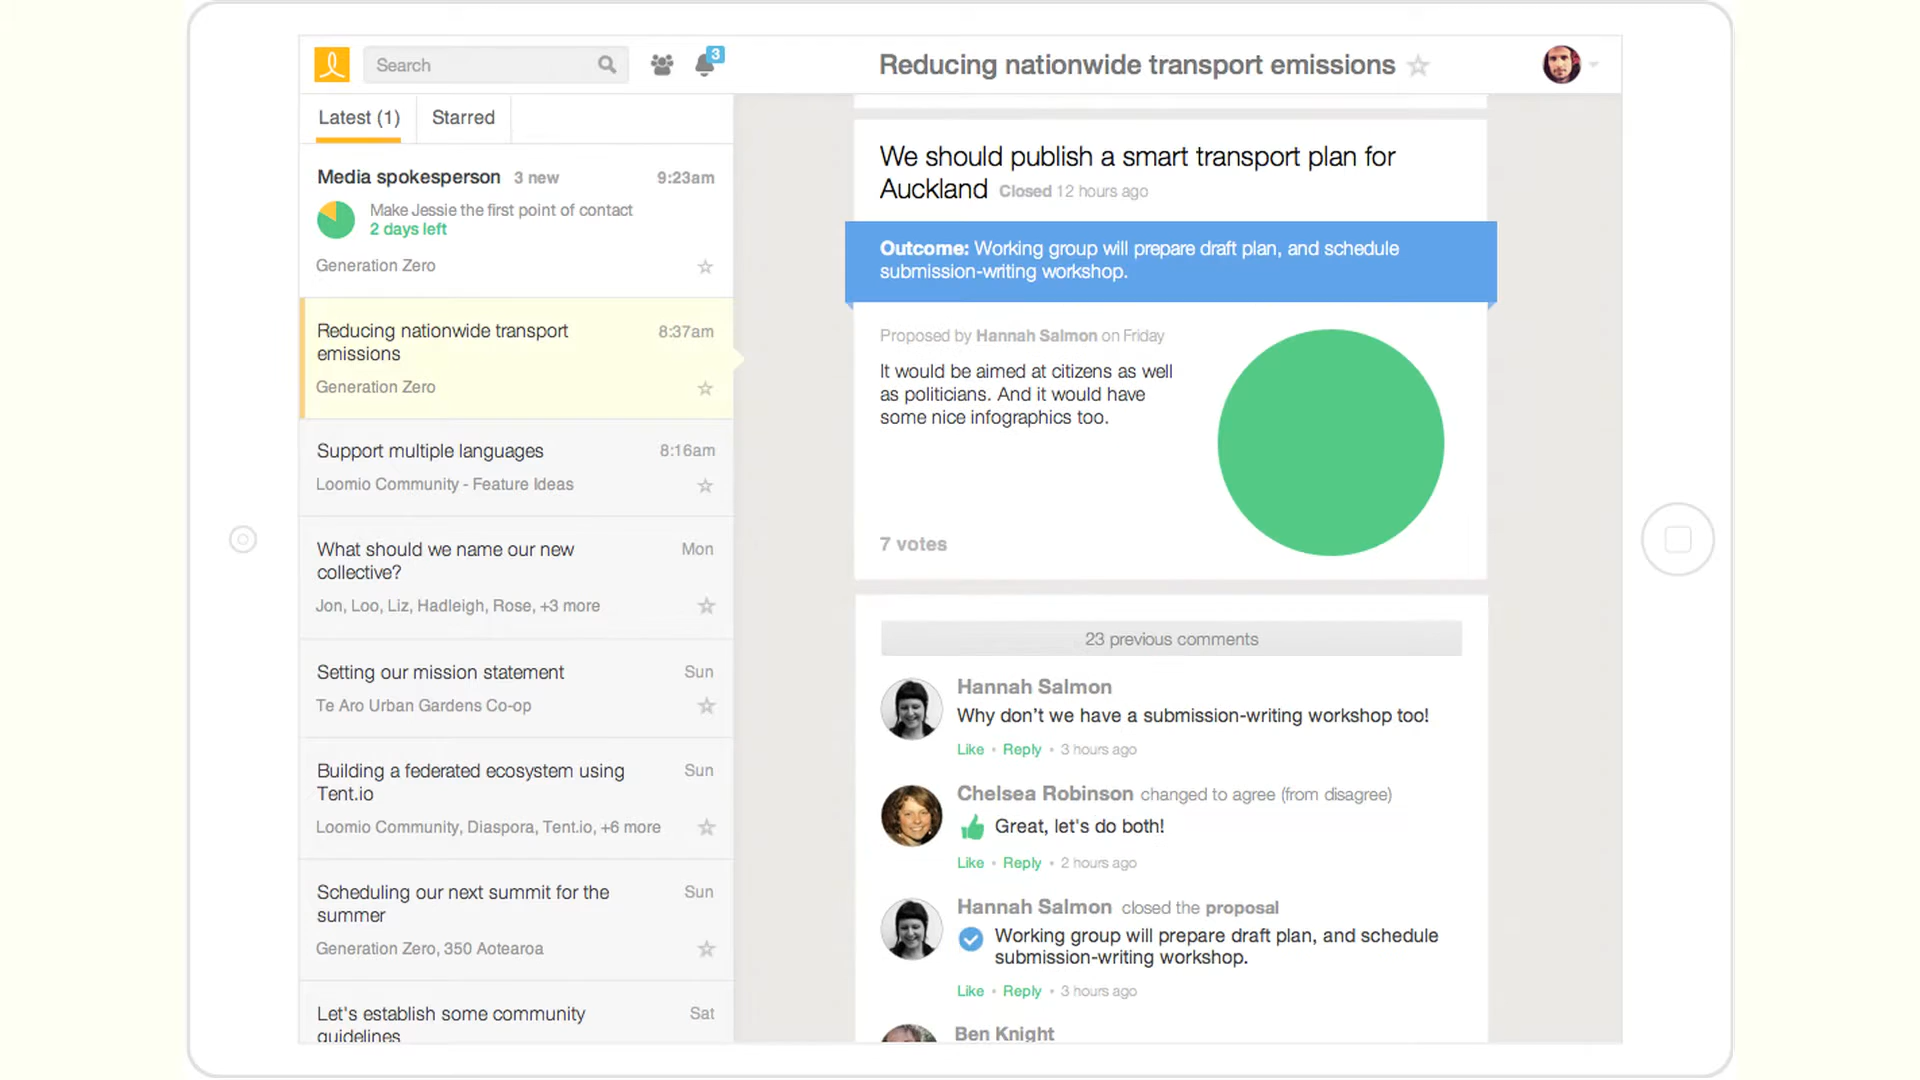 Search
3
Reducing nationwide transport emissions
Latest (1)
Starred
Media spokesperson 3 new 9:23am
Make Jessie the first point of contact
2 days left
Generation Zero
Reducing nationwide transport 8:37am
emissions
Generation Zero
Support multiple languages 8:16am
Loomio Community - Feature Ideas
What should we name our new Mon
collective?
Jon, Loo, Liz, Hadleigh, Rose, +3 more
Setting our mission statement Sun
Te Aro Urban Gardens Co-op
Building a federated ecosystem using Sun
Tent.io
Loomio Community, Diaspora, Tent.io, +6 more
Scheduling our next summit for the Sun
summer
Generation Zero, 350 Aotearoa
Let's establish some community Sat
guidelines
We should publish a smart transport plan for
Auckland Closed 12 hours ago
Outcome: Working group will prepare draft plan, and schedule
submission-writing workshop.
Proposed by Hannah Salmon on Friday
It would be aimed at citizens as well
as politicians. And it would have
some nice infographics too.
7 votes
23 previous comments
Hannah Salmon
Why don't we have a submission-writing workshop too!
Like • Reply • 3 hours ago
Chelsea Robinson changed to agree (from disagree)
Great, let's do both!
Like • Reply • 2 hours ago
Hannah Salmon closed the proposal
Working group will prepare draft plan, and schedule
submission-writing workshop.
Like • Reply • 3 hours ago
Ben Knight